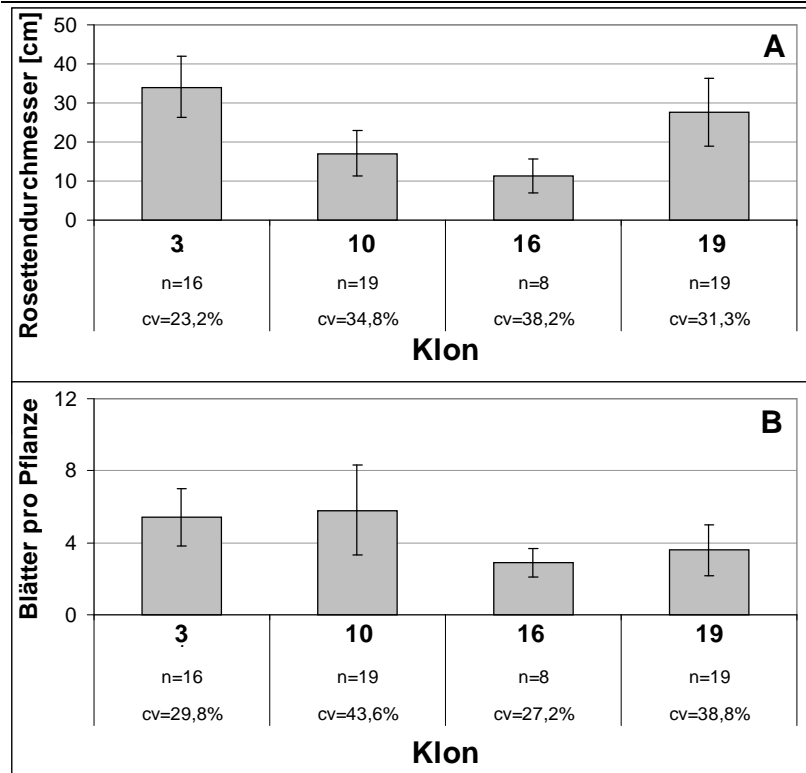 50
A
40
30
20
10
0
Rosettendurchmesser [cm]
3 10 16 19
n=16 n=19 n=8 n=19
cv=23,2% cv=34,8% cv=38,2% cv=31,3%
Klon
12
B
8
4
0
Blätter pro Pflanze
3 10 16 19
n=16 n=19 n=8 n=19
cv=29,8% cv=43,6% cv=27,2% cv=38,8%
Klon